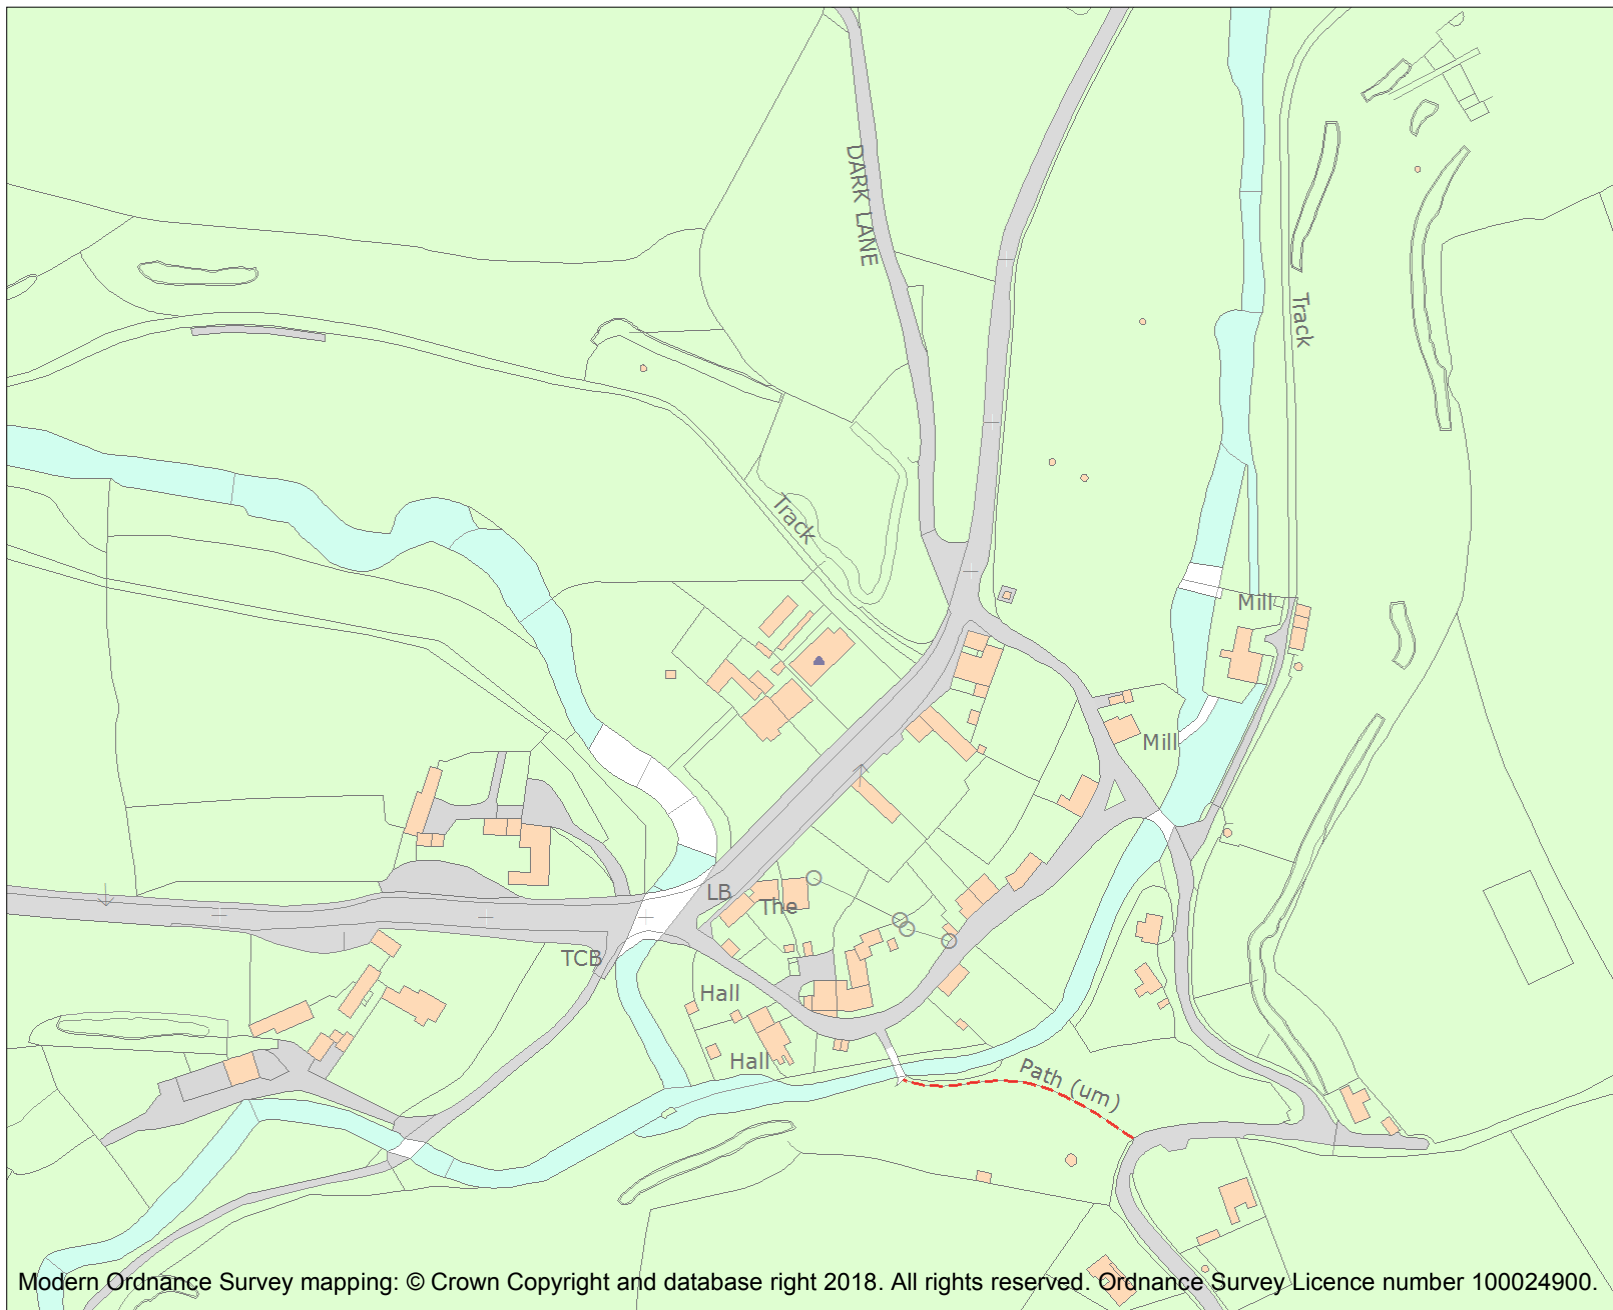 DARK LANE
Track
Track
Mill
Mill
LB
The
TCB
Hall
Hall
Path (um)
Modern Ordnance Survey mapping: © Crown Copyright and database right 2018. All rights reserved. Ordnance Survey Licence number 100024900.